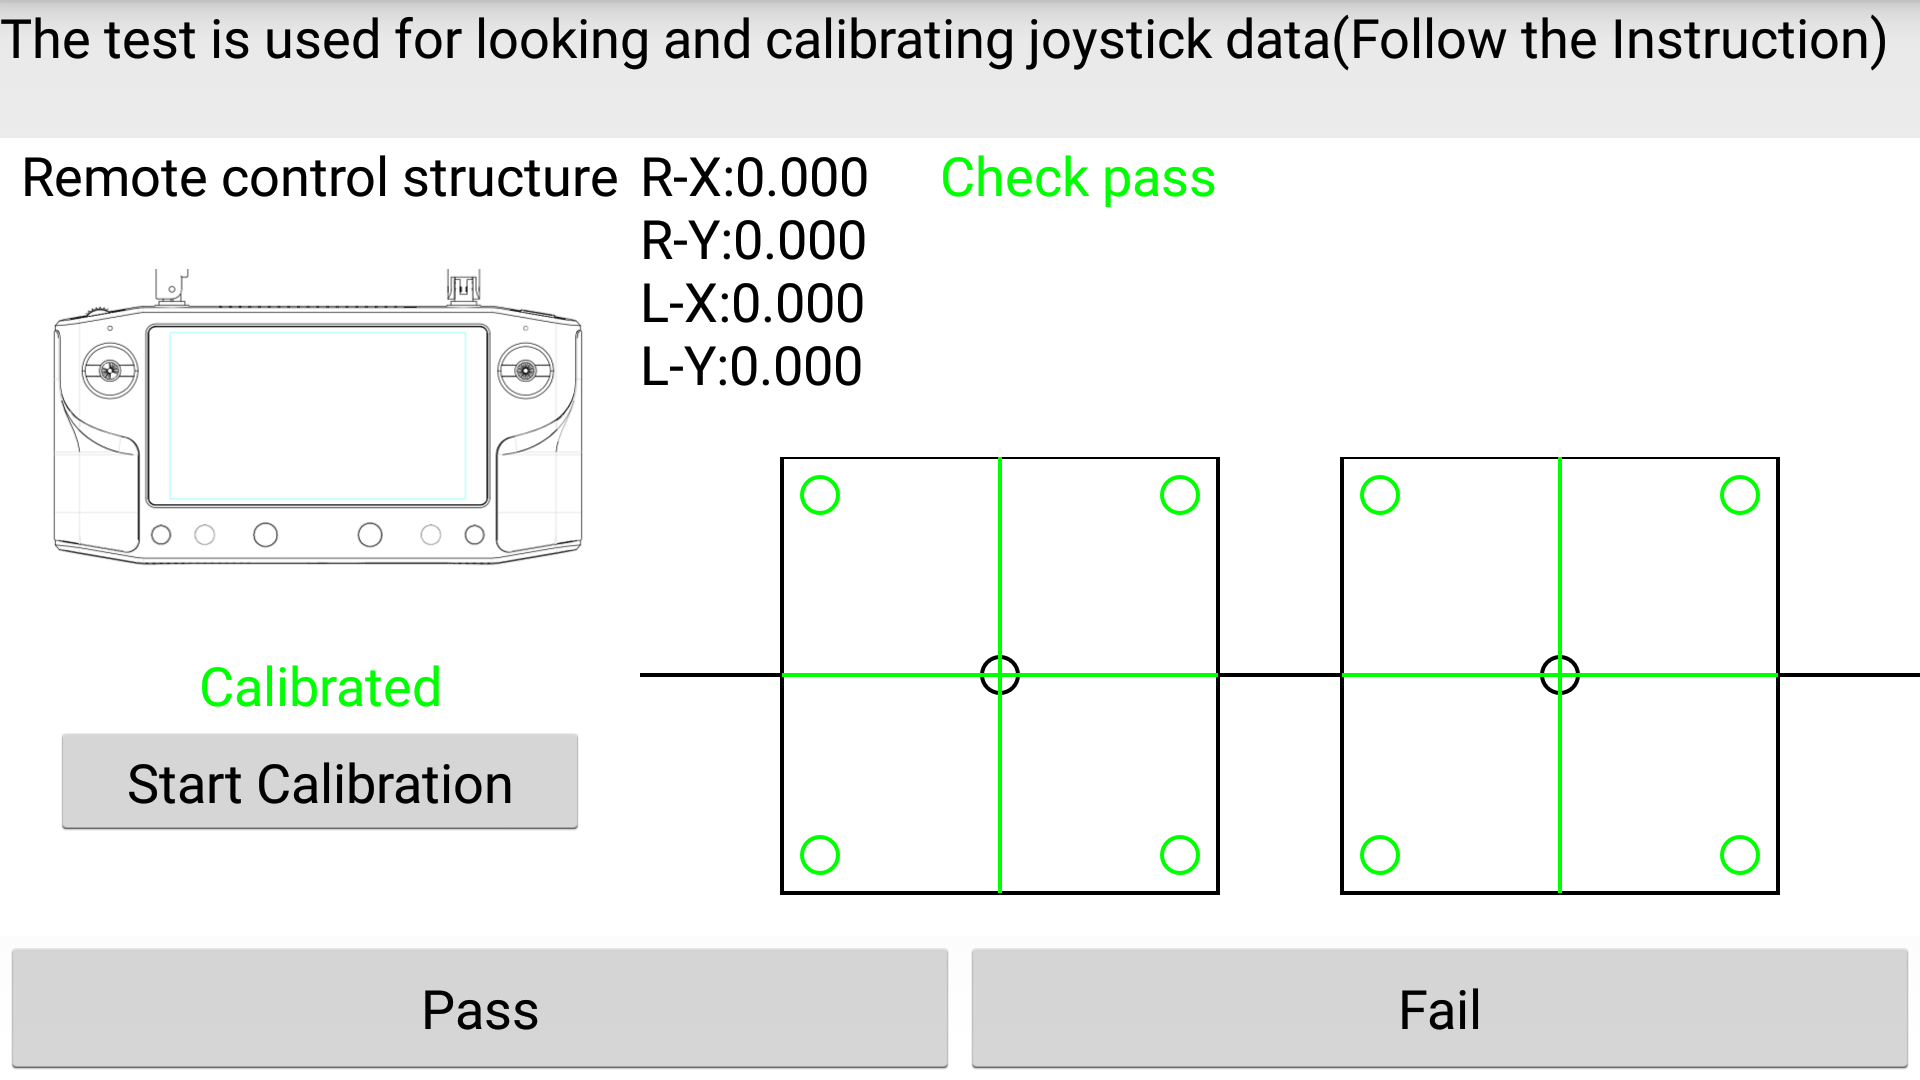 The test is used for looking and calibrating joystick data(Follow the Instruction)
Remote control structure
R-X:0.000
Check pass
R-Y:0.000
L-X:0.000
L-Y:0.000
Calibrated
Start Calibration
Pass
Fail